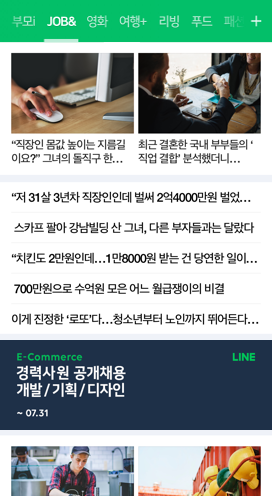 부모i JOB& 영화 여행+ 리빙 푸드 패션 +
“직장인 몸값 높이는 지름길
이요?” 그녀의 돌직구 한…
최근 결혼한 국내 부부들의 ‘
직업 결합’ 분석했더니…
“저 31살 3년차 직장인인데 벌써 2억4000만원 벌었…
스카프 팔아 강남빌딩 산 그녀, 다른 부자들과는 달랐다
“치킨도 2만원인데…1만8000원 받는 건 당연한 일이…
700만원으로 수억원 모은 어느 월급쟁이의 비결
이게 진정한 ‘로또’다…청소년부터 노인까지 뛰어든다…
E-Commerce
LINE
경력사원 공개채용
개발 / 기획 / 디자인
~ 07.31